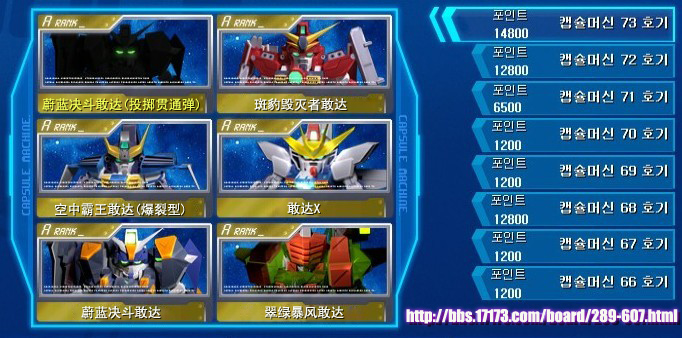 A RANK_
蔚蓝决斗敢达(投掷贯通弹)
A RANK_
斑豹毁灭者敢达
A RANK_
空中霸王敢达(爆裂型)
A RANK_
敢达X
A RANK_
蔚蓝决斗敢达
A RANK_
翠绿暴风敢达
CAPSULE MACHINE
CAPSULE MACHINE
포인트
14800
캡슐머신 73 호기
포인트
12800
캡슐머신 72 호기
포인트
6500
캡슐머신 71 호기
포인트
1200
캡슐머신 70 호기
포인트
1200
캡슐머신 69 호기
포인트
12800
캡슐머신 68 호기
포인트
1200
캡슐머신 67 호기
포인트
1200
캡슐머신 66 호기
http://bbs.17173.com/board/289-607.html